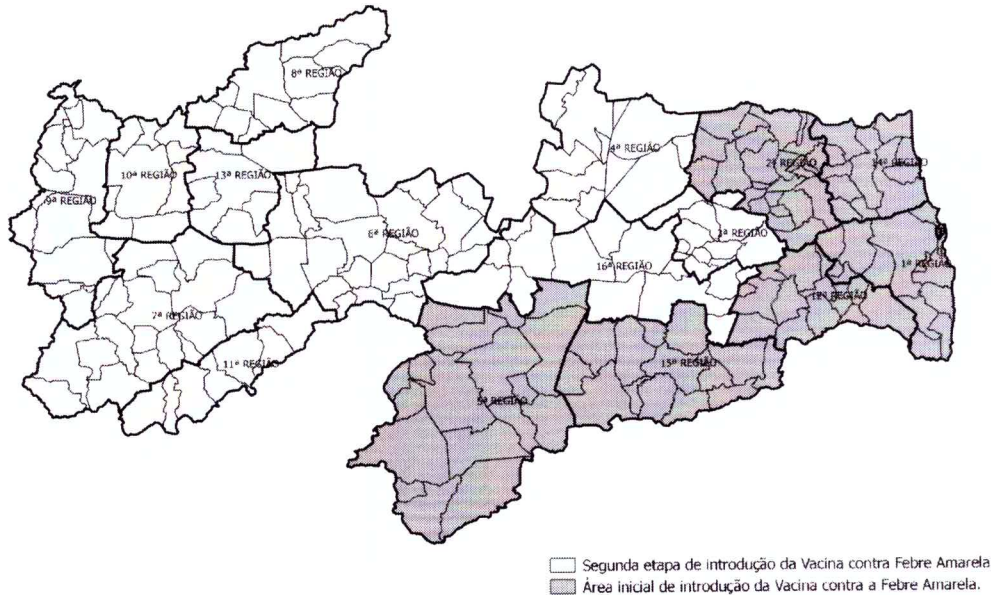 8ª REGIÃO
4ª REGIÃO
2ª REGIÃO
14ª REGIÃO
10ª REGIÃO
13ª REGIÃO
9ª REGIÃO
6ª REGIÃO
3ª REGIÃO
16ª REGIÃO
1ª REGIÃO
12ª REGIÃO
7ª REGIÃO
11ª REGIÃO
15ª REGIÃO
5ª REGIÃO
Segunda etapa de introdução da Vacina contra Febre Amarela
Área inicial de introdução da Vacina contra a Febre Amarela.